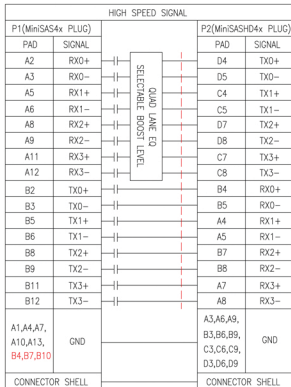 HIGH SPEED SIGNAL
P1(MiniSAS4x PLUG) P2(MiniSASHD4x PLUG)
PAD SIGNAL PAD SIGNAL
A2 RX0+ D4 TX0+
A3 RX0- D5 TX0-
A5 RX1+ C4 TX1+
A6 RX1- C5 TX1-
A8 RX2+ D7 TX2+
A9 RX2- D8 TX2-
A11 RX3+ C7 TX3+
A12 RX3- C8 TX3-
QUAD LANE EQ
SELECTABLE BOOST LEVEL
B2 TX0+ B4 RX0+
B3 TX0- B5 RX0-
B5 TX1+ A4 RX1+
B6 TX1- A5 RX1-
B8 TX2+ B7 RX2+
B9 TX2- B8 RX2-
B11 TX3+ A7 RX3+
B12 TX3- A8 RX3-
A1,A4,A7,
A10,A13,
B4,B7,B10
GND
A3,A6,A9,
B3,B6,B9,
C3,C6,C9,
D3,D6,D9
GND
CONNECTOR SHELL CONNECTOR SHELL